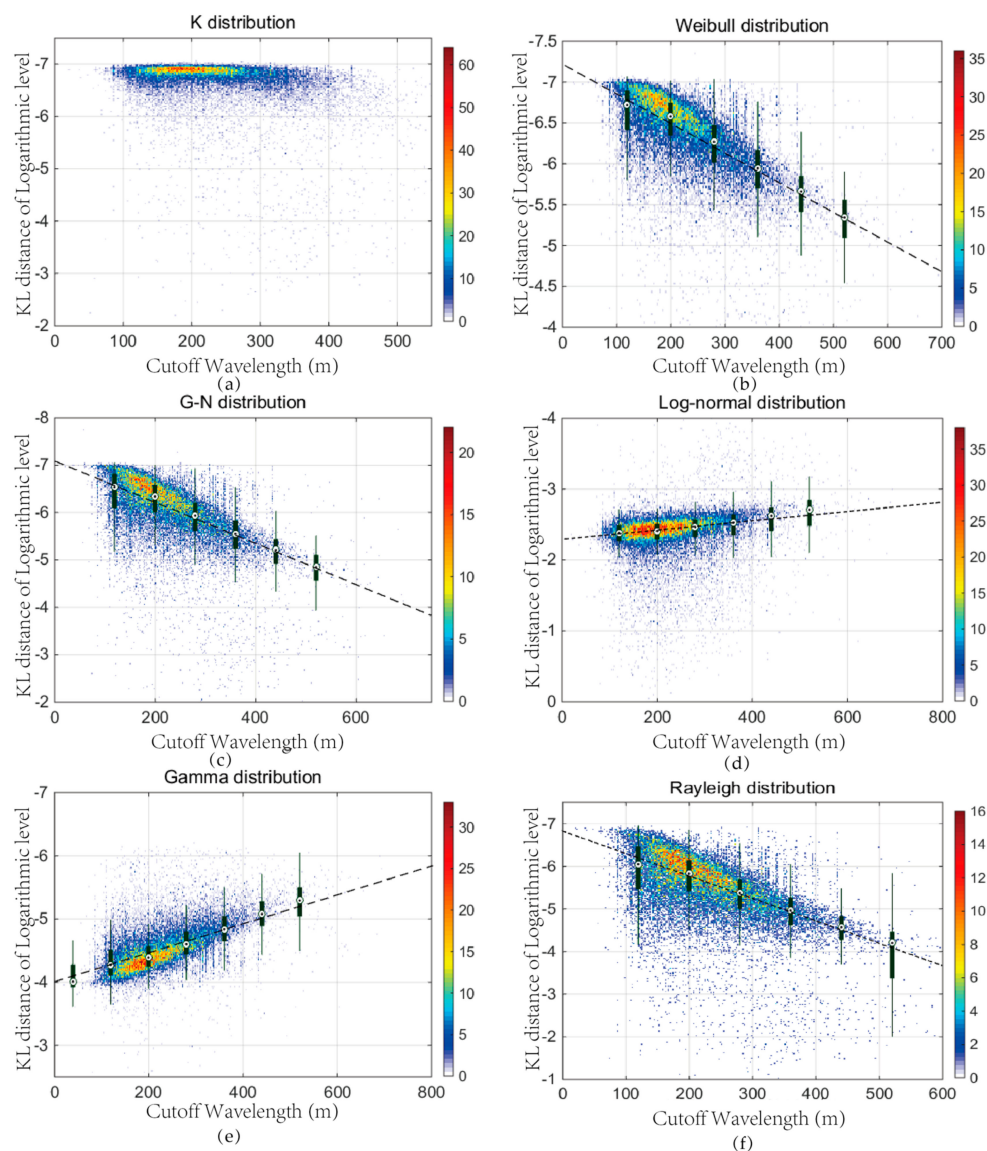 K distribution
KL distance of Logarithmic level
-7
-6
-5
-4
-3
-2
0 100 200 300 400 500
60
50
40
30
20
10
0
Cutoff Wavelength (m)
(a)
Weibull distribution
KL distance of Logarithmic level
-7.5
-7
-6.5
-6
-5.5
-5
-4.5
-4
0 100 200 300 400 500 600 700
35
30
25
20
15
10
5
0
Cutoff Wavelength (m)
(b)
G-N distribution
KL distance of Logarithmic level
-8
-7
-6
-5
-4
-3
-2
0 200 400 600
20
15
10
5
0
Cutoff Wavelength (m)
(c)
Log-normal distribution
KL distance of Logarithmic level
-4
-3
-2
-1
0
0 200 400 600 800
35
30
25
20
15
10
5
0
Cutoff Wavelength (m)
(d)
Gamma distribution
KL distance of Logarithmic level
-7
-6
-5
-4
-3
0 200 400 600 800
30
25
20
15
10
5
0
Cutoff Wavelength (m)
(e)
Rayleigh distribution
KL distance of Logarithmic level
-7
-6
-5
-4
-3
-2
-1
0 100 200 300 400 500 600
16
14
12
10
8
6
4
2
0
Cutoff Wavelength (m)
(f)